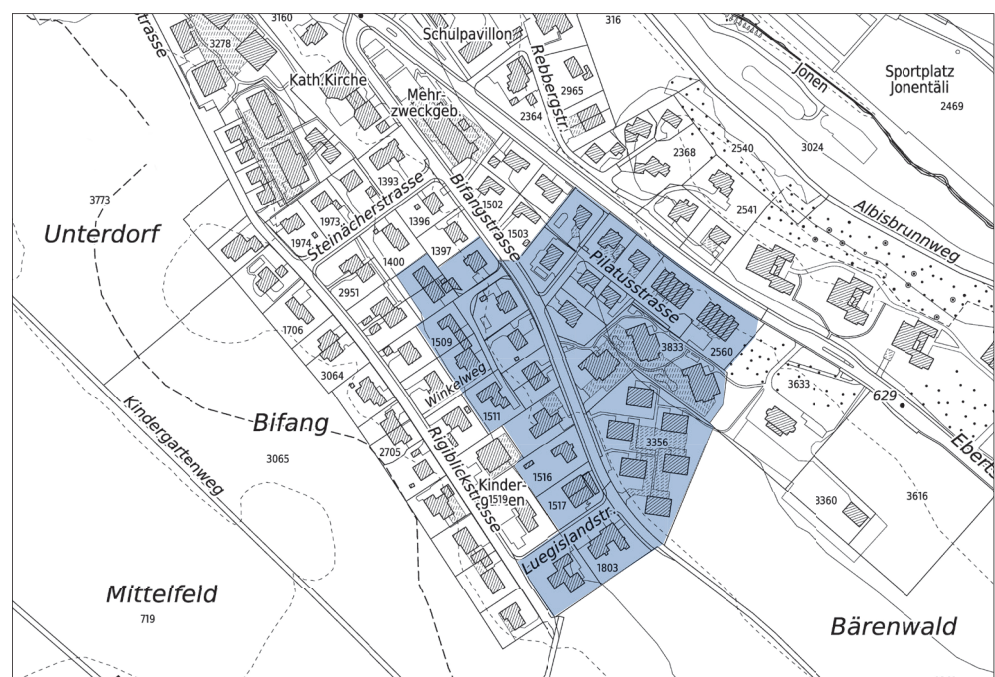 3160
316
strasse
3278
Schulpavillon
Rebbergstr.
2965
Jonen
Sportplatz
Jonentäli
2469
Kath.Kirche
Mehr-
zweckgeb.
2364
2540
3024
2368
1393
Bifangstrasse
1502
2541
Albisbrunnweg
3773
Steinächerstrasse
1396
1973
1974
1503
Unterdorf
1397
1400
Pilatusstrasse
2951
1706
1509
3833
2560
3064
Winkelweg
3633
629
Kindergartenweg
Bifang
1511
3356
Eberts
2705
Rigiblickstrasse
3065
1516
Kinder-
garten
1519
1517
3360
3616
Luegislandstr.
1803
Mittelfeld
719
Bärenwald